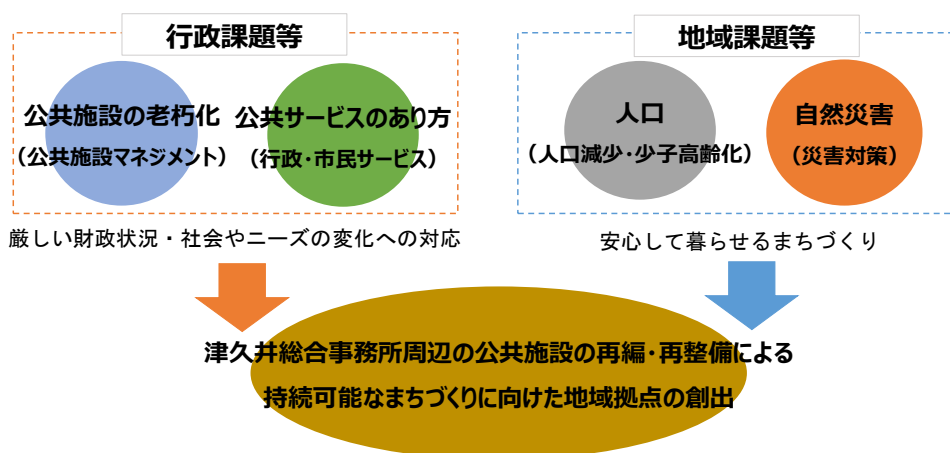 行政課題等
公共施設の老朽化
（公共施設マネジメント）
公共サービスのあり方
（行政・市民サービス）
厳しい財政状況・社会やニーズの変化への対応
地域課題等
人口
（人口減少・少子高齢化）
自然災害
（災害対策）
安心して暮らせるまちづくり
津久井総合事務所周辺の公共施設の再編・再整備による
持続可能なまちづくりに向けた地域拠点の創出